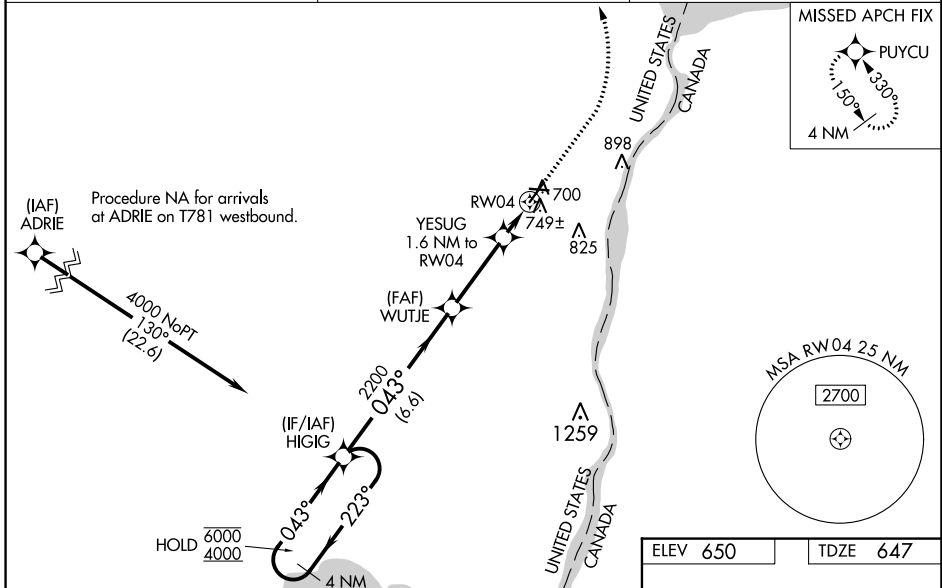 MISSED APCH FIX
PUYCU
150°
330°
4 NM
UNITED STATES
CANADA
898
(IAF)
ADRIE
Procedure NA for arrivals
at ADRIE on T781 westbound.
RW04
700
749±
825
YESUG
1.6 NM to
RW04
(FAF)
WUTJE
4000 NoPT
130°
(22.6)
2200
043°
(6.6)
(IF/IAF)
HIGIG
1259
MSA RW04 25 NM
2700
043°
223°
HOLD
6000
4000
4 NM
UNITED STATES
CANADA
ELEV 650
TDZE 647